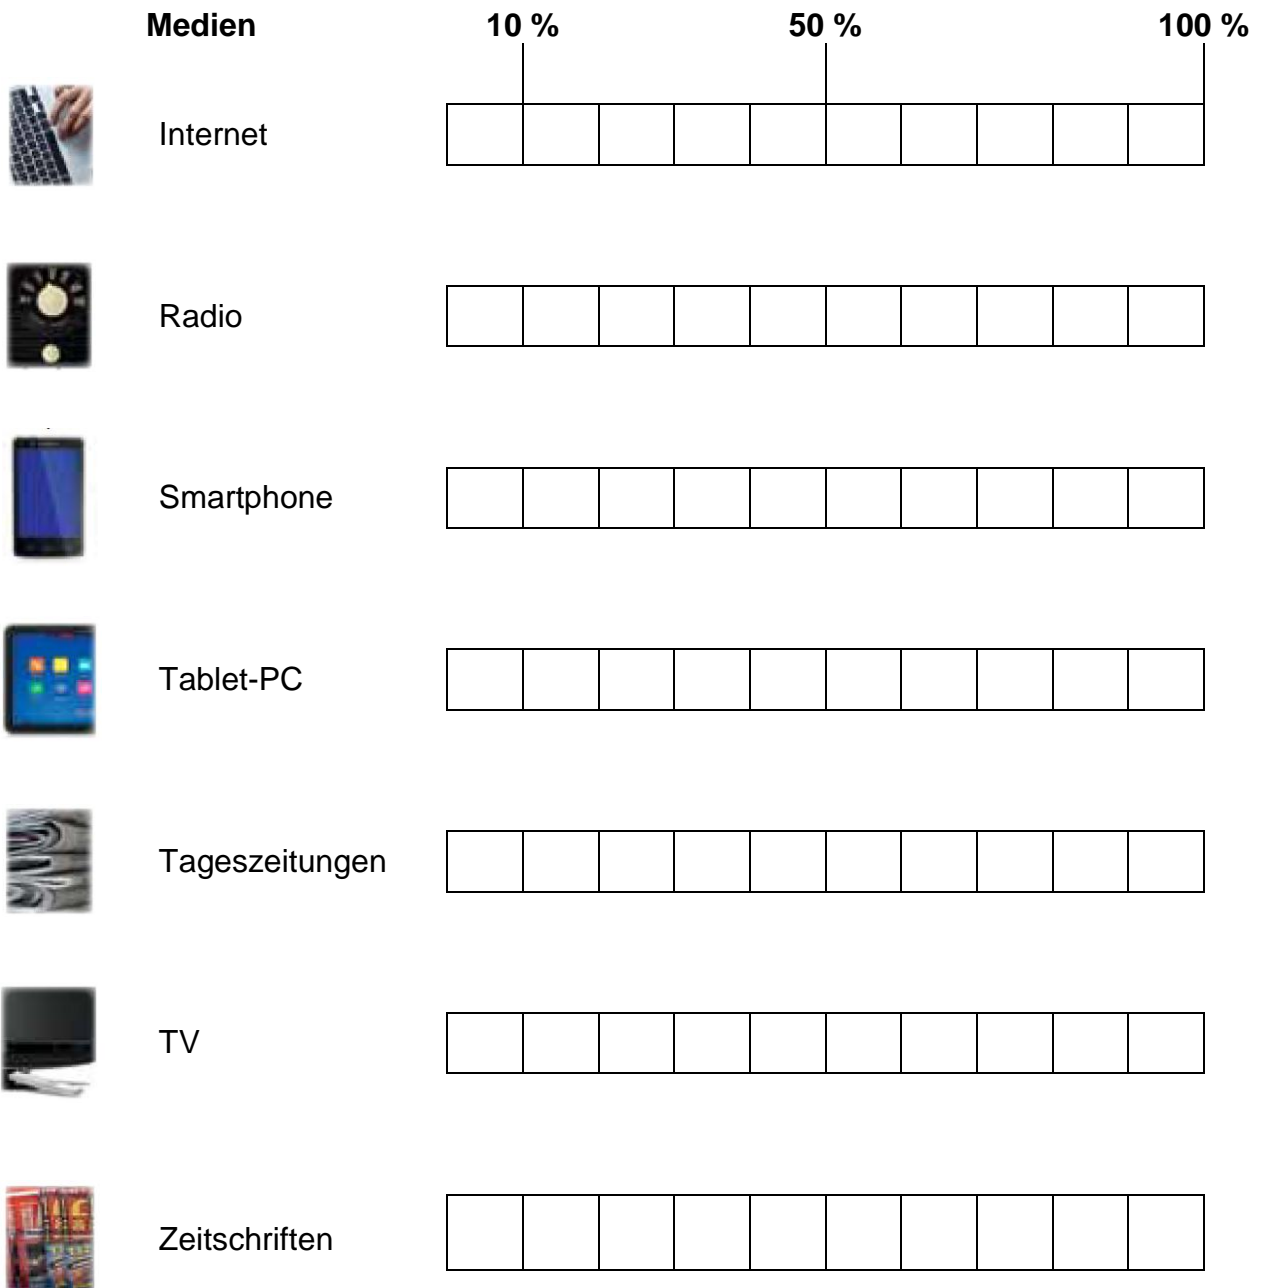 Medien 10 % 50 % 100 %
Internet
Radio
Smartphone
Tablet-PC
Tageszeitungen
TV
Zeitschriften